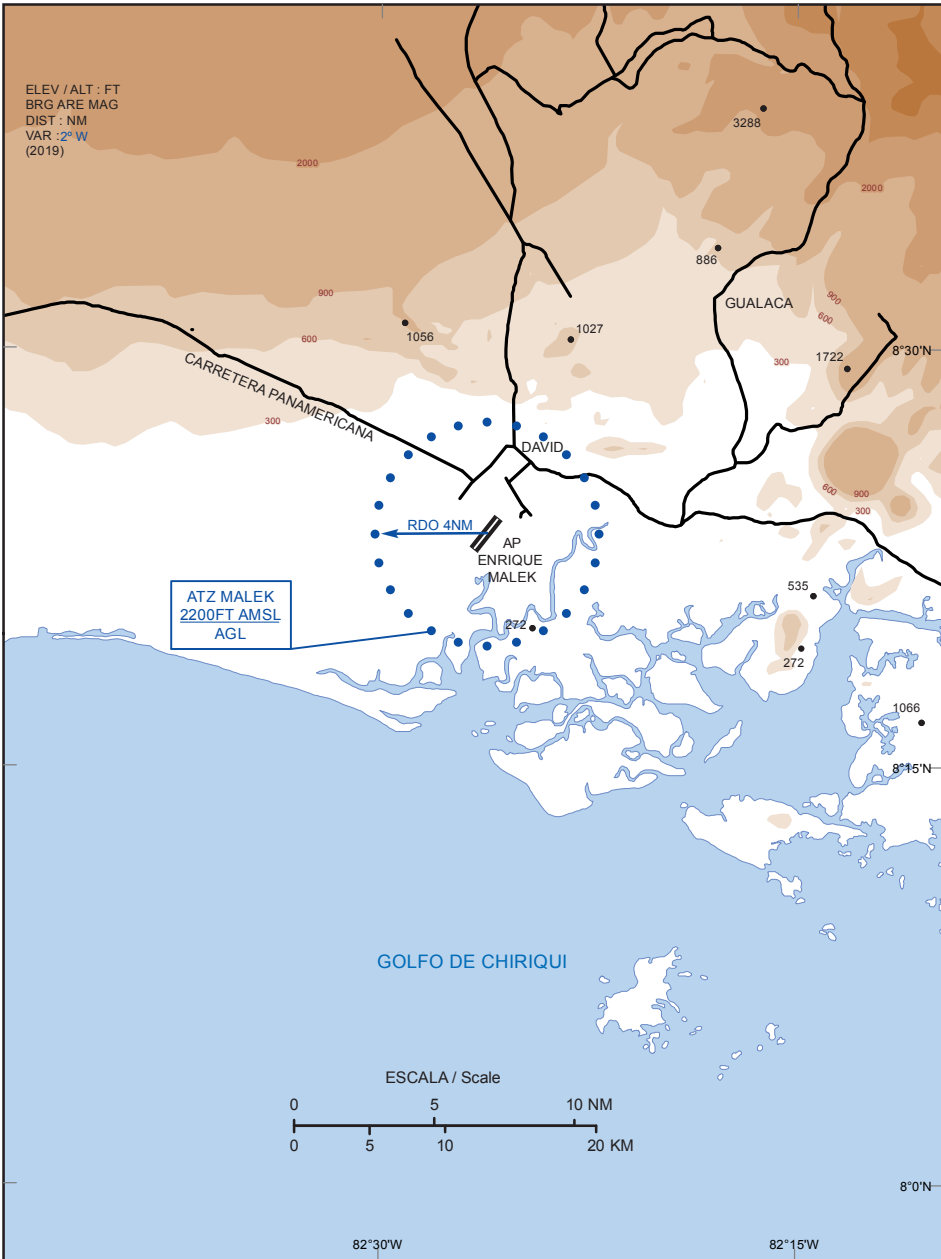 ELEV / ALT : FT
BRG ARE MAG
DIST : NM
VAR :2° W
(2019)
3288
2000
2000
886
GUALACA
900
900
600
1056
1027
600
300
1722
8°30'N
CARRETERA PANAMERICANA
300
DAVID
600
900
300
RDO 4NM
AP
ENRIQUE
MALEK
ATZ MALEK
2200FT AMSL
AGL
535
272
272
1066
8°15'N
GOLFO DE CHIRIQUI
ESCALA / Scale
0 5 10 NM
0 5 10 20 KM
8°0'N
82°30'W 82°15'W